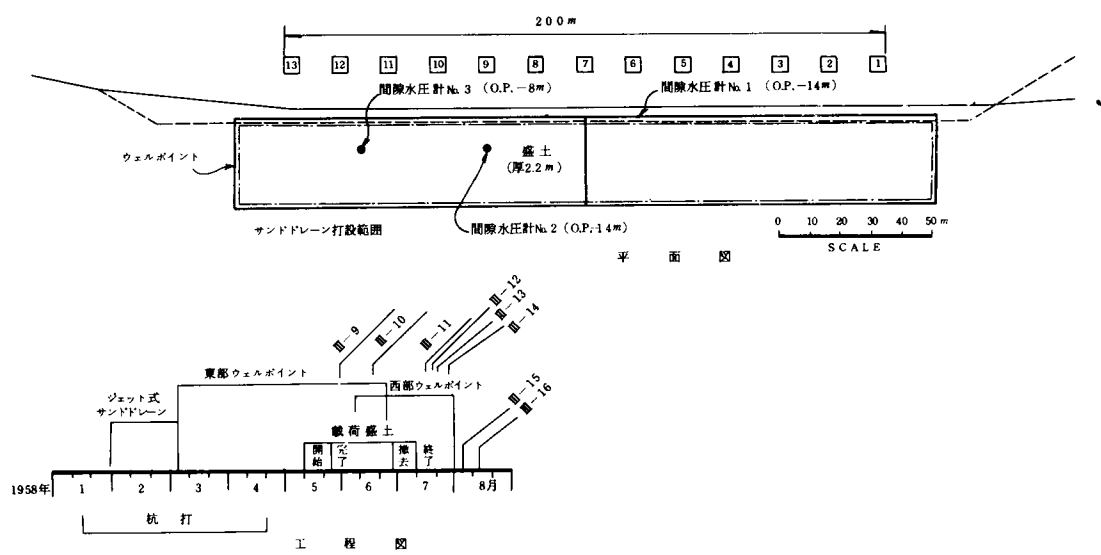 200m
13 12 11 10 9 8 7 6 5 4 3 2 1
間隙水圧計No.3 (O.P.-8m)
間隙水圧計No.1 (O.P.-14m)
ウェルポイント
盛土
(厚2.2m)
サンドドレーン打設範囲
間隙水圧計No.2 (O.P.-14m)
0 10 20 30 40 50m
SCALE
平面図
Ⅲ-9
Ⅲ-10
Ⅲ-11
Ⅲ-12
Ⅲ-13
Ⅲ-14
Ⅲ-15
Ⅲ-16
東部ウェルポイント
西部ウェルポイント
ジェット式
サンドドレーン
載荷盛土
開始
完了
撤去
終了
1958年 1 2 3 4 5 6 7 8月
杭打
工程図